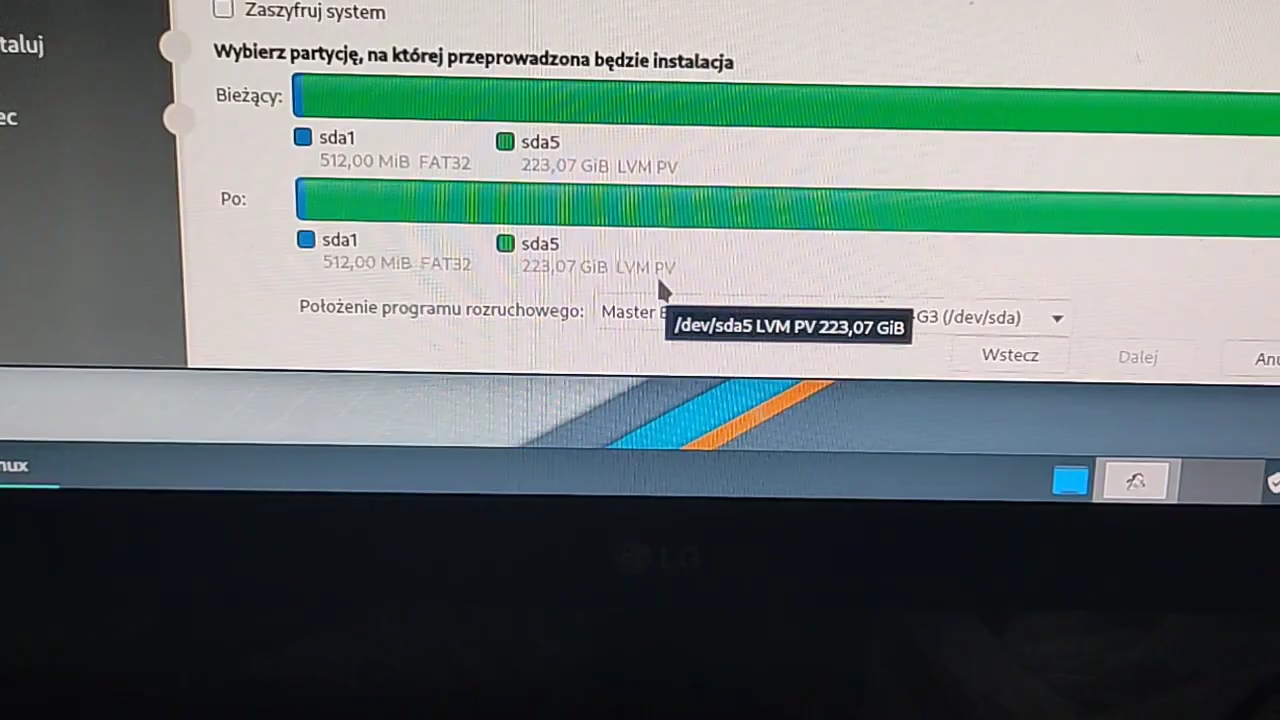 Zaszyfruj system
taluj
Wybierz partycję, na której przeprowadzona będzie instalacja
Bieżący:
ec
sda1
512,00 MiB FAT32
sda5
223,07 GiB LVM PV
Po:
sda1
512,00 MiB FAT32
sda5
223,07 GiB LVM PV
Położenie programu rozruchowego:
Master
G3 (/dev/sda)
/dev/sda5 LVM PV 223,07 GiB
Wstecz
Dalej
Anu
nux
LG